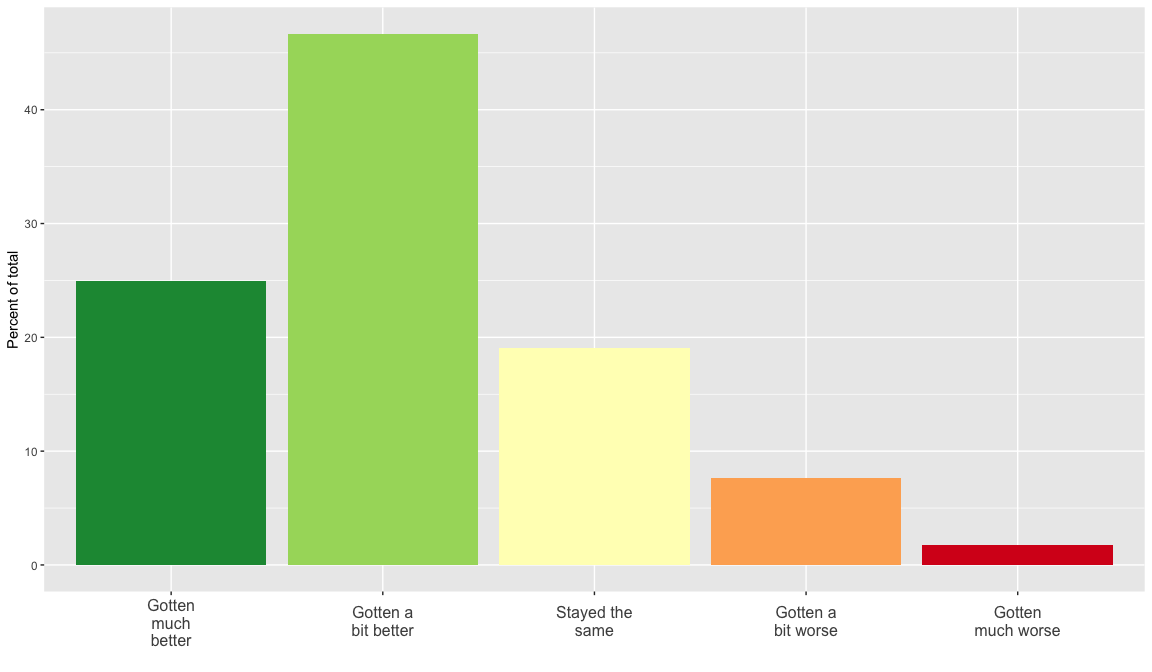 Percent of total
40
30
20
10
0
Gotten
much
better
Gotten a
bit better
Stayed the
same
Gotten a
bit worse
Gotten
much worse